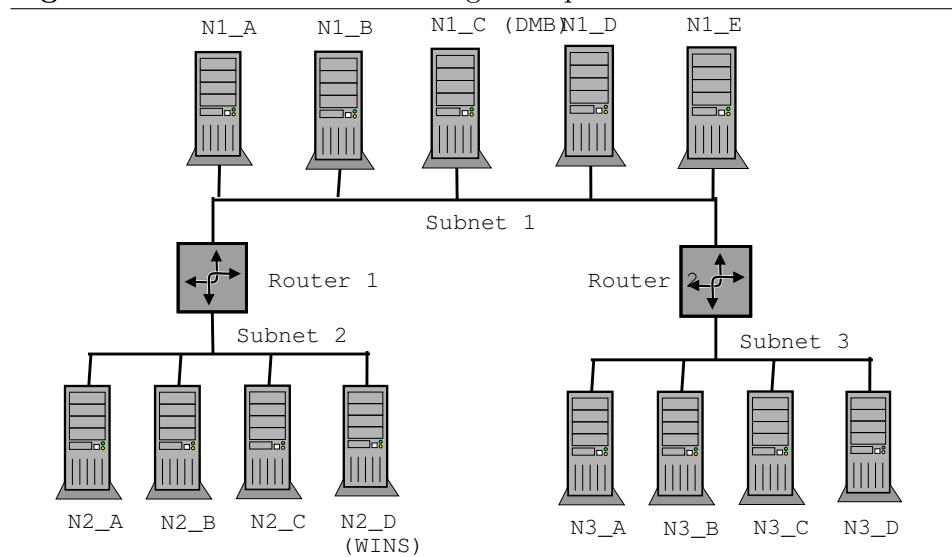 N1_A
N1_B
N1_C (DMB)
N1_D
N1_E
Subnet 1
Router 1
Router 2
Subnet 2
Subnet 3
N2_A
N2_B
N2_C
N2_D
(WINS)
N3_A
N3_B
N3_C
N3_D